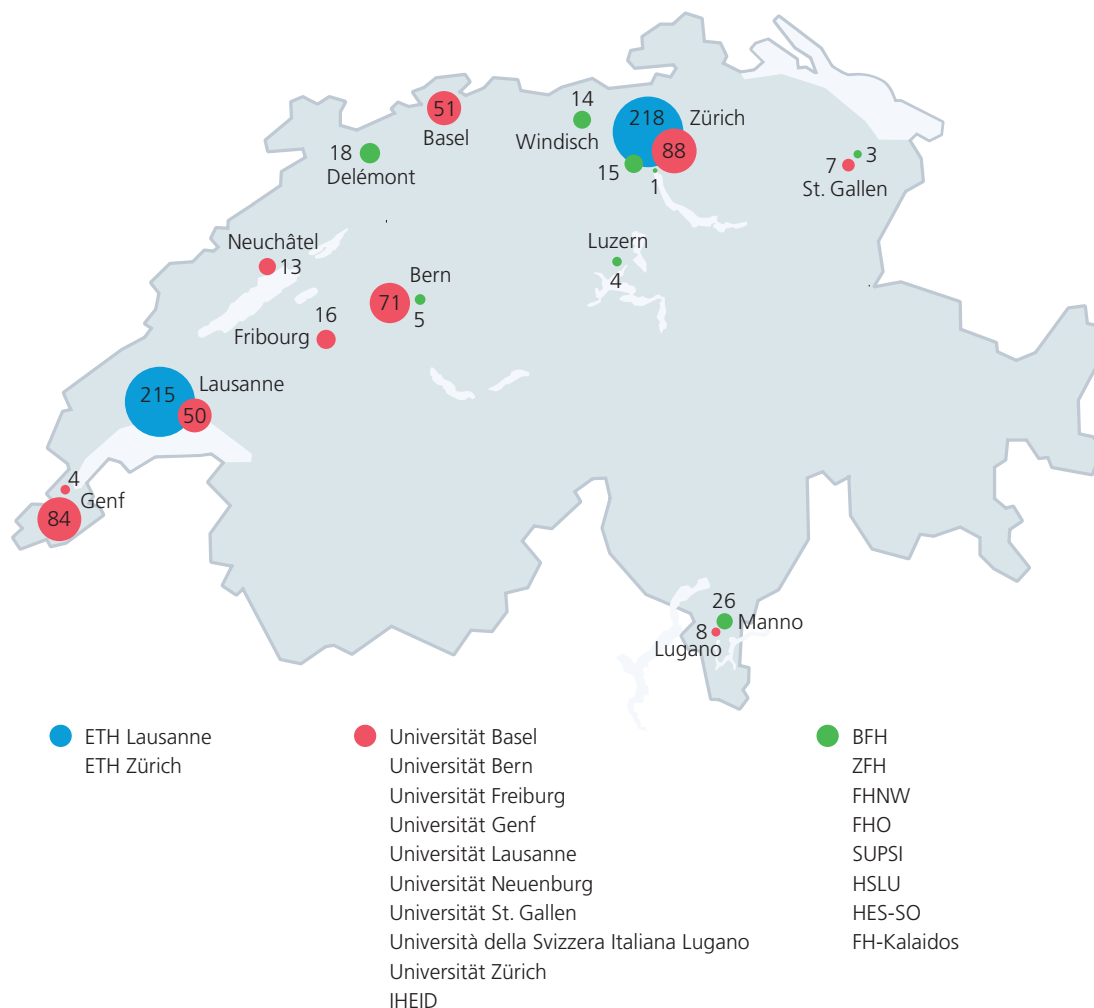 14
218
Zürich
51
Basel
Windisch
88
3
18
15
7
Delémont
1
St. Gallen
Neuchâtel
Luzern
13
Bern
4
71
16
5
Fribourg
Lausanne
215
50
4
Genf
84
26
Manno
8
Lugano
ETH Lausanne
ETH Zürich
Universität Basel
Universität Bern
Universität Freiburg
Universität Genf
Universität Lausanne
Universität Neuenburg
Universität St. Gallen
Università della Svizzera Italiana Lugano
Universität Zürich
IHEID
BFH
ZFH
FHNW
FHO
SUPSI
HSLU
HES-SO
FH-Kalaidos